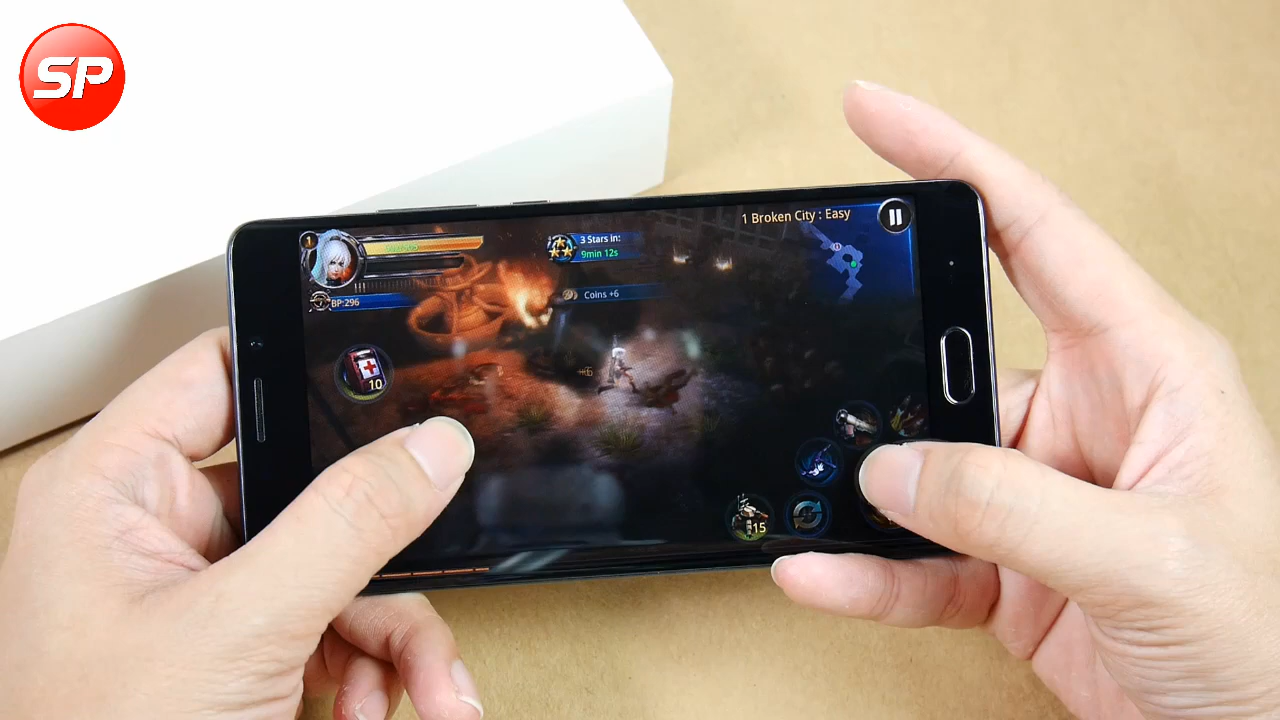 SP
1 Broken City : Easy
1
3 Stars In:
9min 12s
BP:296
Coins +6
10
15